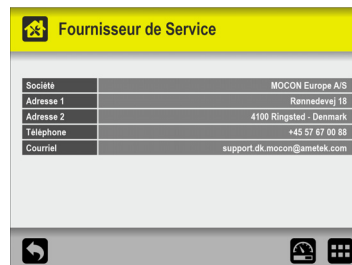 Fournisseur de Service
Société MOCON Europe A/S
Adresse 1 Rønnedevej 18
Adresse 2 4100 Ringsted - Denmark
Téléphone +45 57 67 00 88
Courriel support.dk.mocon@ametek.com